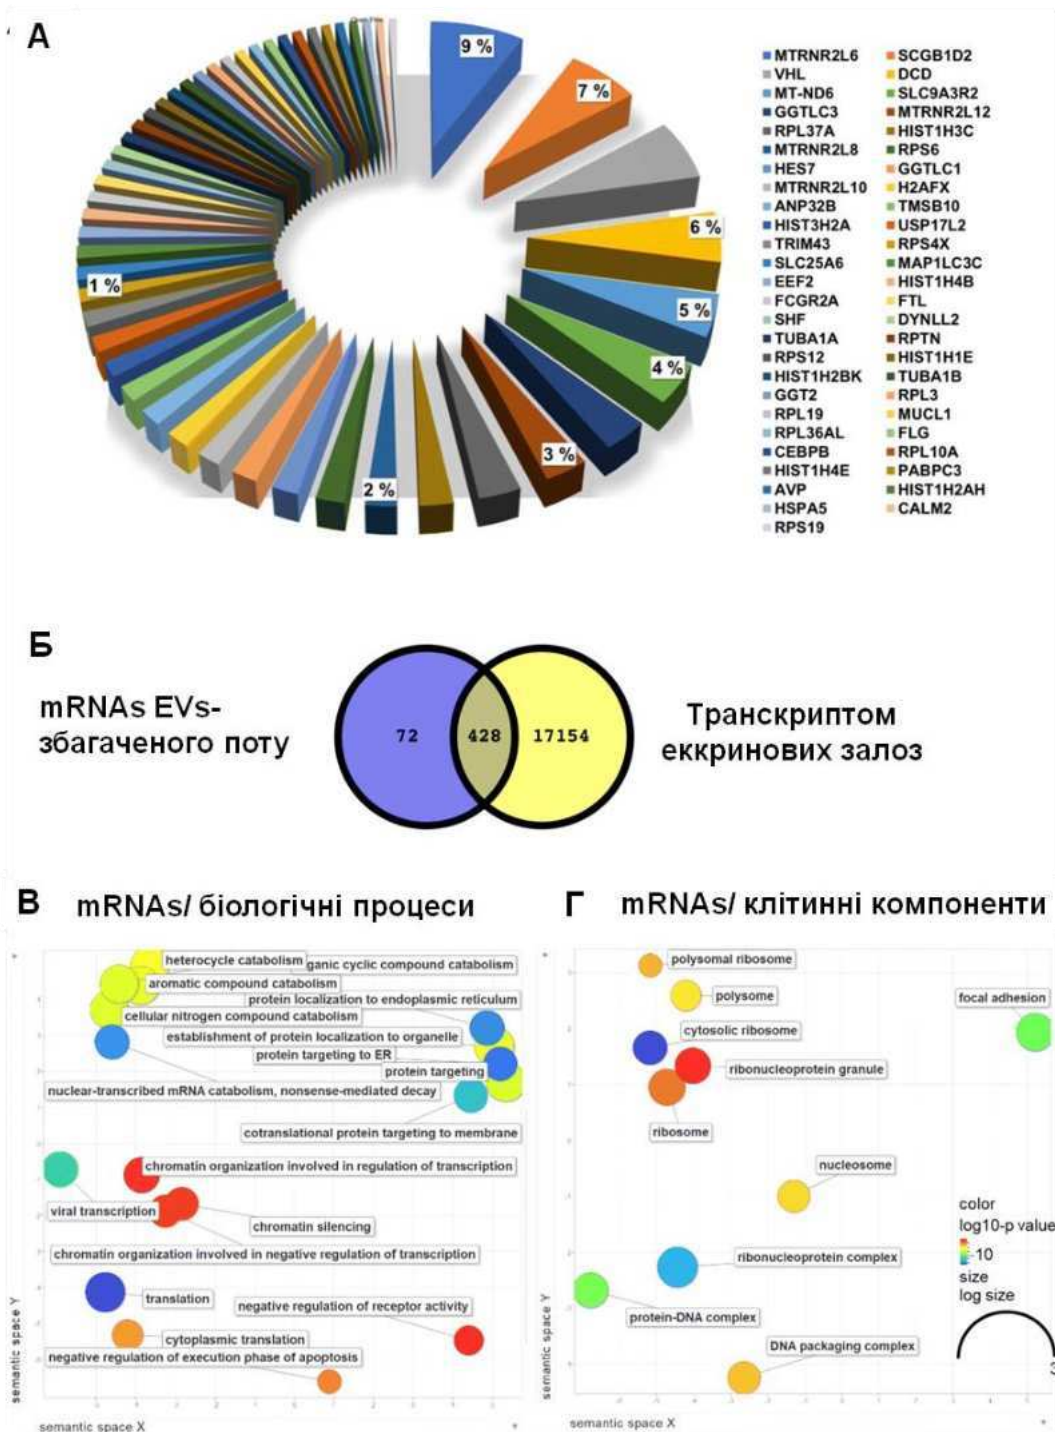 А
9 %
7 %
6 %
5 %
4 %
3 %
2 %
1 %
MTRNR2L6 SCGB1D2
VHL DCD
MT-ND6 SLC9A3R2
GGTLC3 MTRNR2L12
RPL37A HIST1H3C
MTRNR2L8 RPS6
HES7 GGTLC1
MTRNR2L10 H2AFX
ANP32B TMSB10
HIST3H2A USP17L2
TRIM43 RPS4X
SLC25A6 MAP1LC3C
EEF2 HIST1H4B
FCGR2A FTL
SHF DYNLL2
TUBA1A RPTN
RPS12 HIST1H1E
HIST1H2BK TUBA1B
GGT2 RPL3
RPL19 MUCL1
RPL36AL FLG
CEBPB RPL10A
HIST1H4E PABPC3
AVP HIST1H2AH
HSPA5 CALM2
RPS19
Б
mRNAs EVs-
збагаченого поту
72 428 17154
Транскриптом
еккринових залоз
В mRNAs/ біологічні процеси
heterocycle catabolism
ganic cyclic compound catabolism
aromatic compound catabolism
protein localization to endoplasmic reticulum
cellular nitrogen compound catabolism
establishment of protein localization to organelle
protein targeting to ER
protein targeting
nuclear-transcribed mRNA catabolism, nonsense-mediated decay
cotranslational protein targeting to membrane
chromatin organization involved in regulation of transcription
viral transcription
chromatin silencing
chromatin organization involved in negative regulation of transcription
translation
negative regulation of receptor activity
cytoplasmic translation
negative regulation of execution phase of apoptosis
semantic space Y
semantic space X
Г mRNAs/ клітинні компоненти
polysomal ribosome
polysome
focal adhesion
cytosolic ribosome
ribonucleoprotein granule
ribosome
nucleosome
color
log10-p value
-10
size
log size
ribonucleoprotein complex
protein-DNA complex
DNA packaging complex
semantic space Y
semantic space X